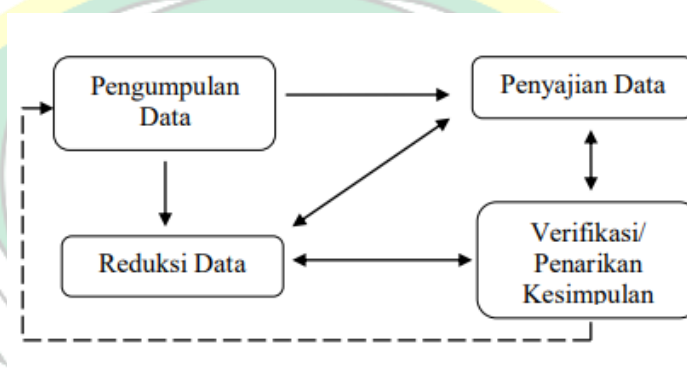 Pengumpulan
Data
Penyajian Data
Reduksi Data
Verifikasi/
Penarikan
Kesimpulan